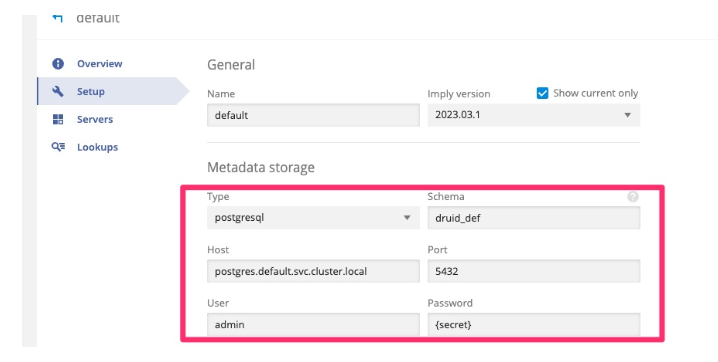 default
Overview
Setup
Servers
Lookups
General
Name
Imply version
Show current only
default
2023.03.1
Metadata storage
Type
Schema
postgresql
druid_def
Host
Port
postgres.default.svc.cluster.local
5432
User
Password
admin
{secret}